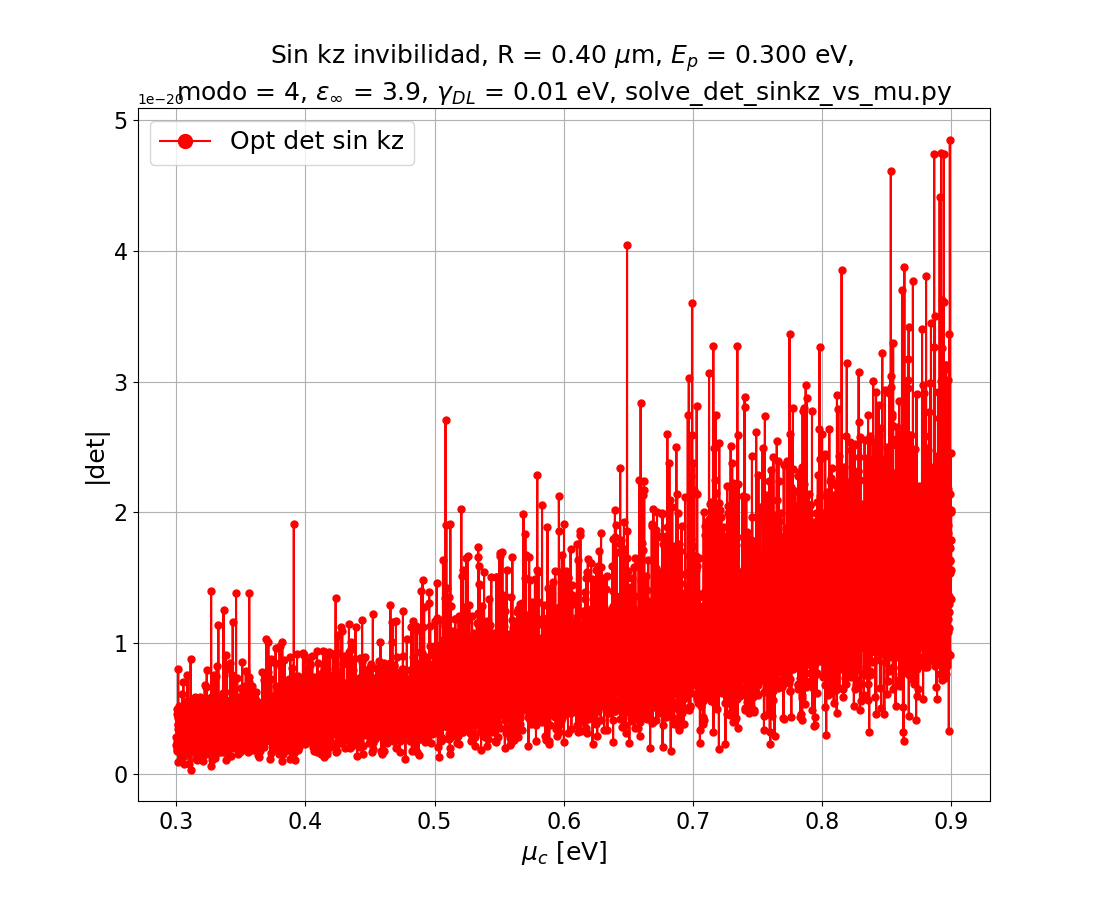 Sin kz invibilidad, R = 0.40 μm, E_p = 0.300 eV,
modo = 4, ε_∞ = 3.9, γ_DL = 0.01 eV, solve_det_sinkz_vs_mu.py
1e−20
Opt det sin kz
5
4
3
2
1
0
|det|
0.3 0.4 0.5 0.6 0.7 0.8 0.9
μ_c [eV]